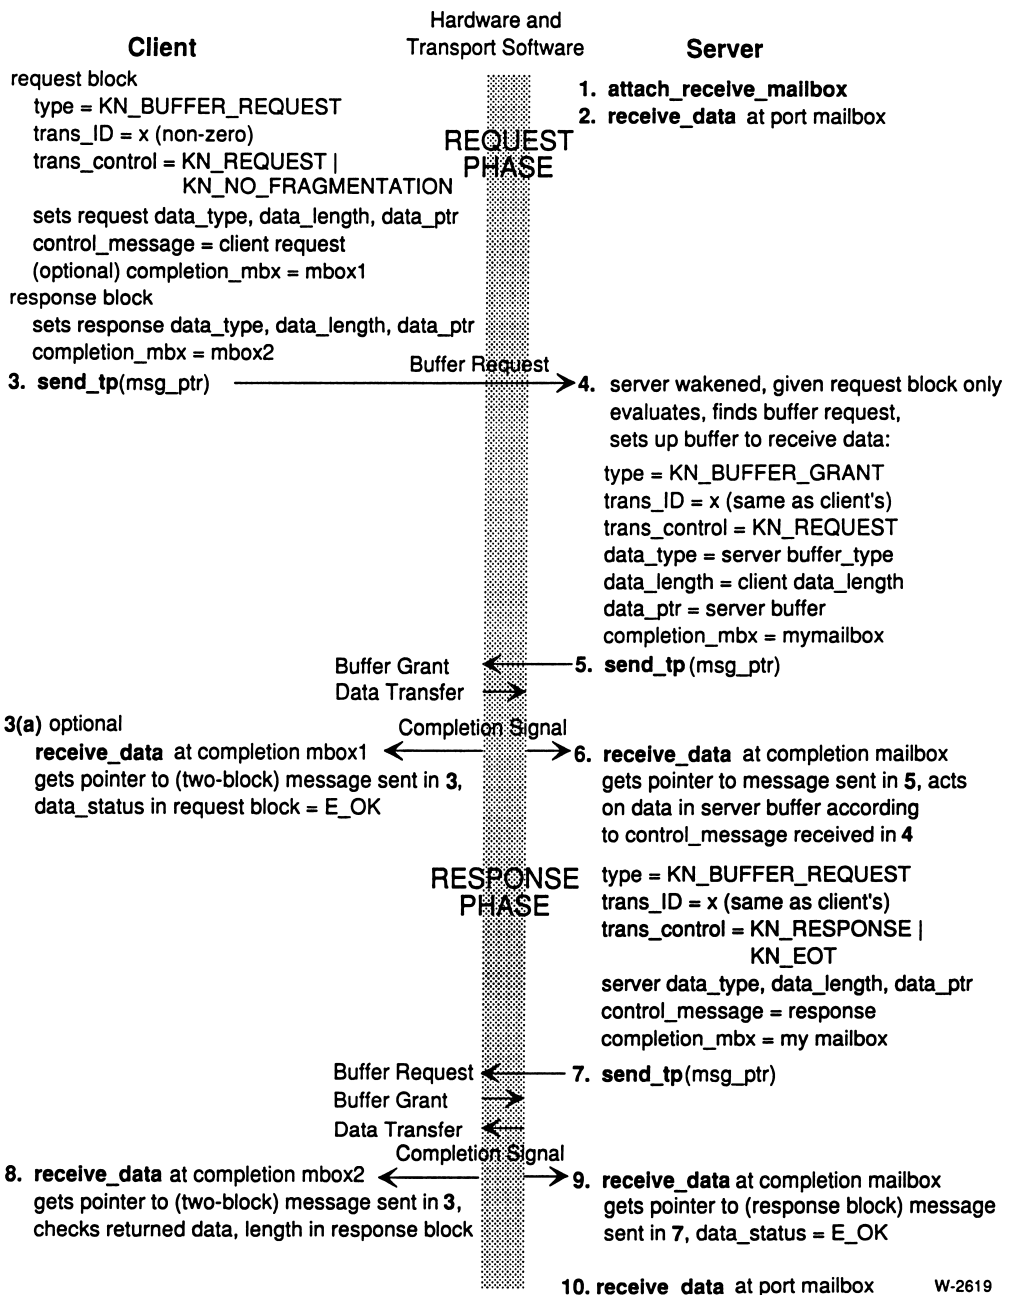 Hardware and
Transport Software
Client
Server
request block
type = KN_BUFFER_REQUEST
trans_ID = x (non-zero)
trans_control = KN_REQUEST |
KN_NO_FRAGMENTATION
sets request data_type, data_length, data_ptr
control_message = client request
(optional) completion_mbx = mbox1
response block
sets response data_type, data_length, data_ptr
completion_mbx = mbox2
1. attach_receive_mailbox
2. receive_data at port mailbox
REQUEST
PHASE
Buffer Request
3. send_tp(msg_ptr)
4. server wakened, given request block only
evaluates, finds buffer request,
sets up buffer to receive data:
type = KN_BUFFER_GRANT
trans_ID = x (same as client's)
trans_control = KN_REQUEST
data_type = server buffer_type
data_length = client data_length
data_ptr = server buffer
completion_mbx = mymailbox
Buffer Grant
5. send_tp (msg_ptr)
Data Transfer
3(a) optional
Completion Signal
receive_data at completion mbox1
gets pointer to (two-block) message sent in 3,
data_status in request block = E_OK
6. receive_data at completion mailbox
gets pointer to message sent in 5, acts
on data in server buffer according
to control_message received in 4
RESPONSE
PHASE
type = KN_BUFFER_REQUEST
trans_ID = x (same as client's)
trans_control = KN_RESPONSE |
KN_EOT
server data_type, data_length, data_ptr
control_message = response
completion_mbx = my mailbox
Buffer Request
7. send_tp(msg_ptr)
Buffer Grant
Data Transfer
Completion Signal
8. receive_data at completion mbox2
gets pointer to (two-block) message sent in 3,
checks returned data, length in response block
9. receive_data at completion mailbox
gets pointer to (response block) message
sent in 7, data_status = E_OK
10. receive_data at port mailbox
W-2619